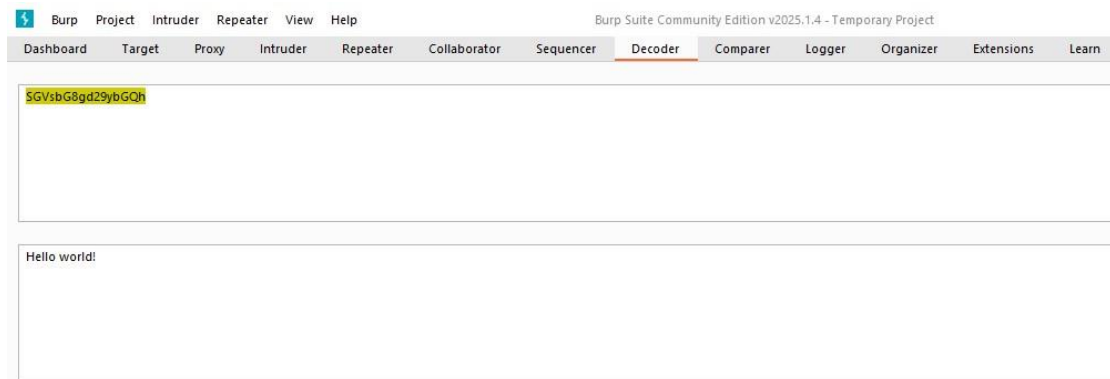 Burp Project Intruder Repeater View Help Burp Suite Community Edition v2025.1.4 - Temporary Project
Dashboard Target Proxy Intruder Repeater Collaborator Sequencer Decoder Comparer Logger Organizer Extensions Learn
SGVsbG8gd29ybGQh
Hello world!